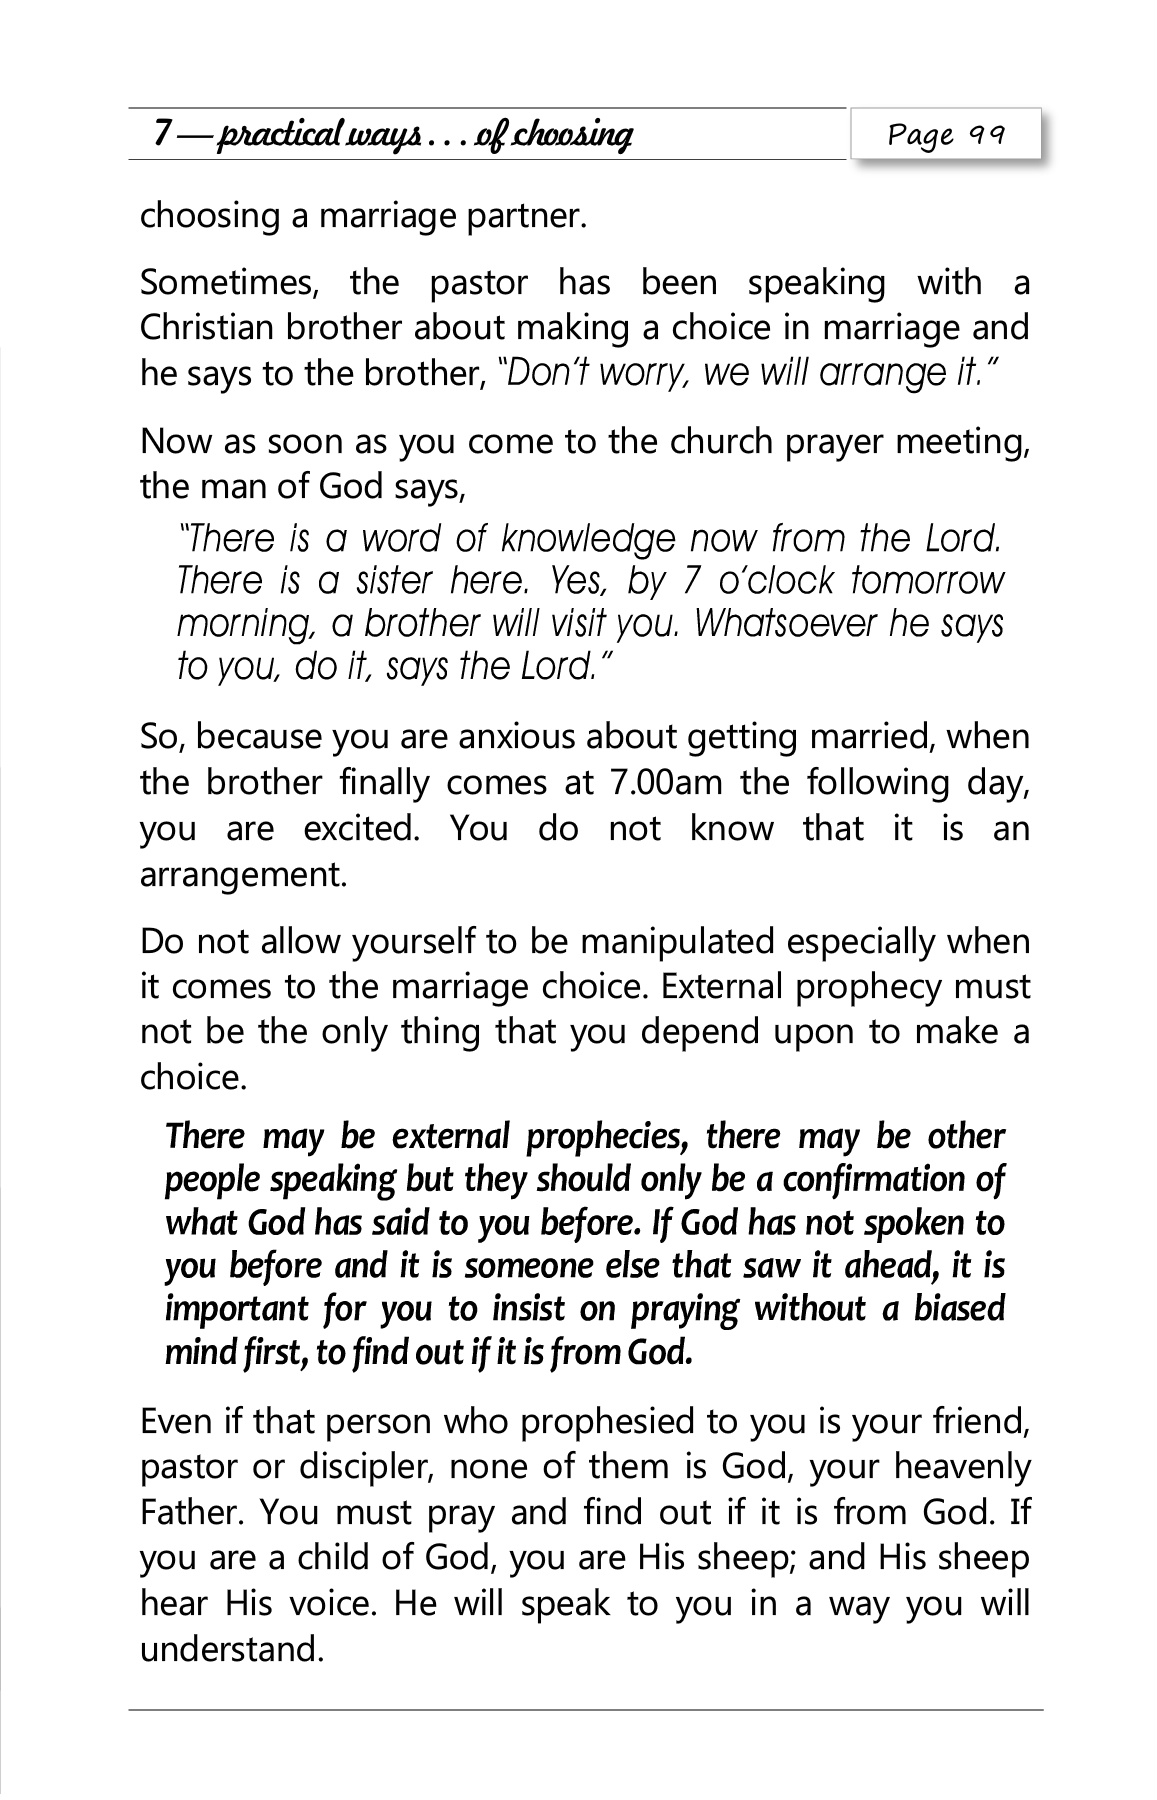 7 — practical ways . . . of choosing
Page 99
choosing a marriage partner.
Sometimes, the pastor has been speaking with a
Christian brother about making a choice in marriage and
he says to the brother, “Don’t worry, we will arrange it.”
Now as soon as you come to the church prayer meeting,
the man of God says,
“There is a word of knowledge now from the Lord.
There is a sister here. Yes, by 7 o’clock tomorrow
morning, a brother will visit you. Whatsoever he says
to you, do it, says the Lord.”
So, because you are anxious about getting married, when
the brother finally comes at 7.00am the following day,
you are excited. You do not know that it is an
arrangement.
Do not allow yourself to be manipulated especially when
it comes to the marriage choice. External prophecy must
not be the only thing that you depend upon to make a
choice.
There may be external prophecies, there may be other
people speaking but they should only be a confirmation of
what God has said to you before. If God has not spoken to
you before and it is someone else that saw it ahead, it is
important for you to insist on praying without a biased
mind first, to find out if it is from God.
Even if that person who prophesied to you is your friend,
pastor or discipler, none of them is God, your heavenly
Father. You must pray and find out if it is from God. If
you are a child of God, you are His sheep; and His sheep
hear His voice. He will speak to you in a way you will
understand.